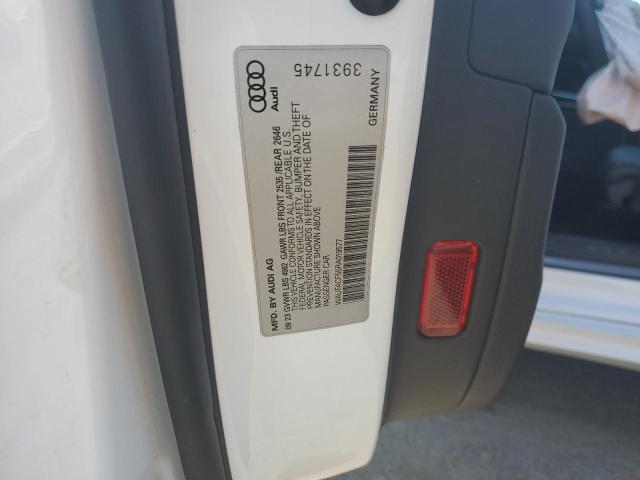 Audi
3931745
MFD. BY AUDI AG
GERMANY
09 23 GVWR LBS 4982 GAWR LBS FRONT 2535 /REAR 2646
THIS VEHICLE CONFORMS TO ALL APPLICABLE U.S.
FEDERAL MOTOR VEHICLE SAFETY, BUMPER AND THEFT
PREVENTION STANDARDS IN EFFECT ON THE DATE OF
MANUFACTURE SHOWN ABOVE
PASSENGER CAR